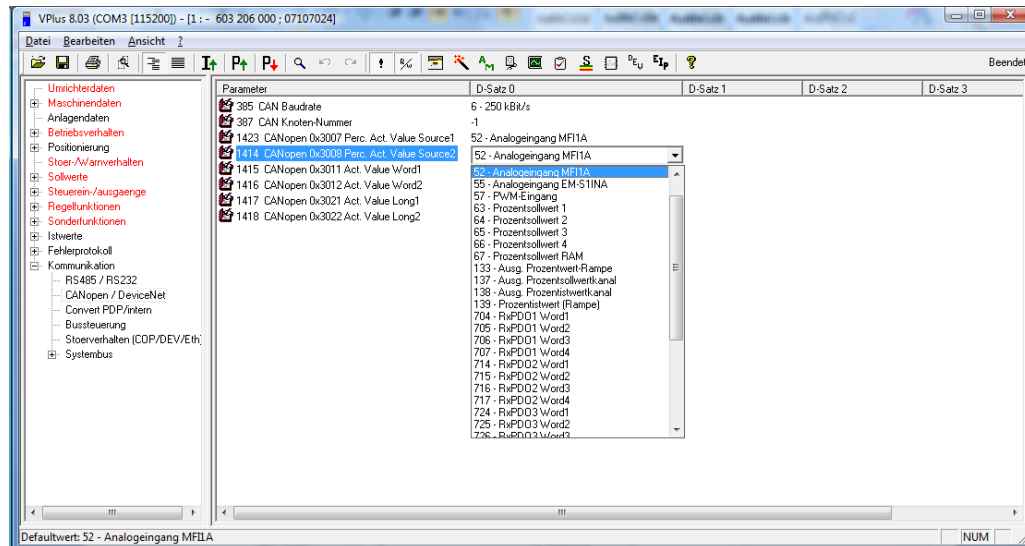 VPlus 8.03 (COM3 [115200]) - [1 : - 603 206 000 ; 07107024]
Datei Bearbeiten Ansicht ?
Beendet
Umrichterdaten
Maschinendaten
Anlagendaten
Betriebsverhalten
Positionierung
Stoer-/Warnverhalten
Sollwerte
Steuerein-/ausgaenge
Regelfunktionen
Sonderfunktionen
Istwerte
Fehlerprotokoll
Kommunikation
RS485 / RS232
CANopen / DeviceNet
Convert PDP/intern
Bussteuerung
Stoerverhalten (COP/DEV/Eth)
Systembus
Parameter D-Satz 0 D-Satz 1 D-Satz 2 D-Satz 3
385 CAN Baudrate 6 - 250 kBit/s
387 CAN Knoten-Nummer -1
1423 CANopen 0x3007 Perc. Act. Value Source1 52 - Analogeingang MFI1A
1414 CANopen 0x3008 Perc. Act. Value Source2 52 - Analogeingang MFI1A
1415 CANopen 0x3011 Act. Value Word1
1416 CANopen 0x3012 Act. Value Word2
1417 CANopen 0x3021 Act. Value Long1
1418 CANopen 0x3022 Act. Value Long2
52 - Analogeingang MFI1A
55 - Analogeingang EM-S1INA
57 - PWM-Eingang
63 - Prozentsollwert 1
64 - Prozentsollwert 2
65 - Prozentsollwert 3
66 - Prozentsollwert 4
67 - Prozentsollwert RAM
133 - Ausg. Prozentwert-Rampe
137 - Ausg. Prozentsollwertkanal
138 - Ausg. Prozentistwertkanal
139 - Prozentistwert (Rampe)
704 - RxPDO1 Word1
705 - RxPDO1 Word2
706 - RxPDO1 Word3
707 - RxPDO1 Word4
714 - RxPDO2 Word1
715 - RxPDO2 Word2
716 - RxPDO2 Word3
717 - RxPDO2 Word4
724 - RxPDO3 Word1
725 - RxPDO3 Word2
726 - RxPDO3 Word3
Defaultwert: 52 - Analogeingang MFI1A NUM